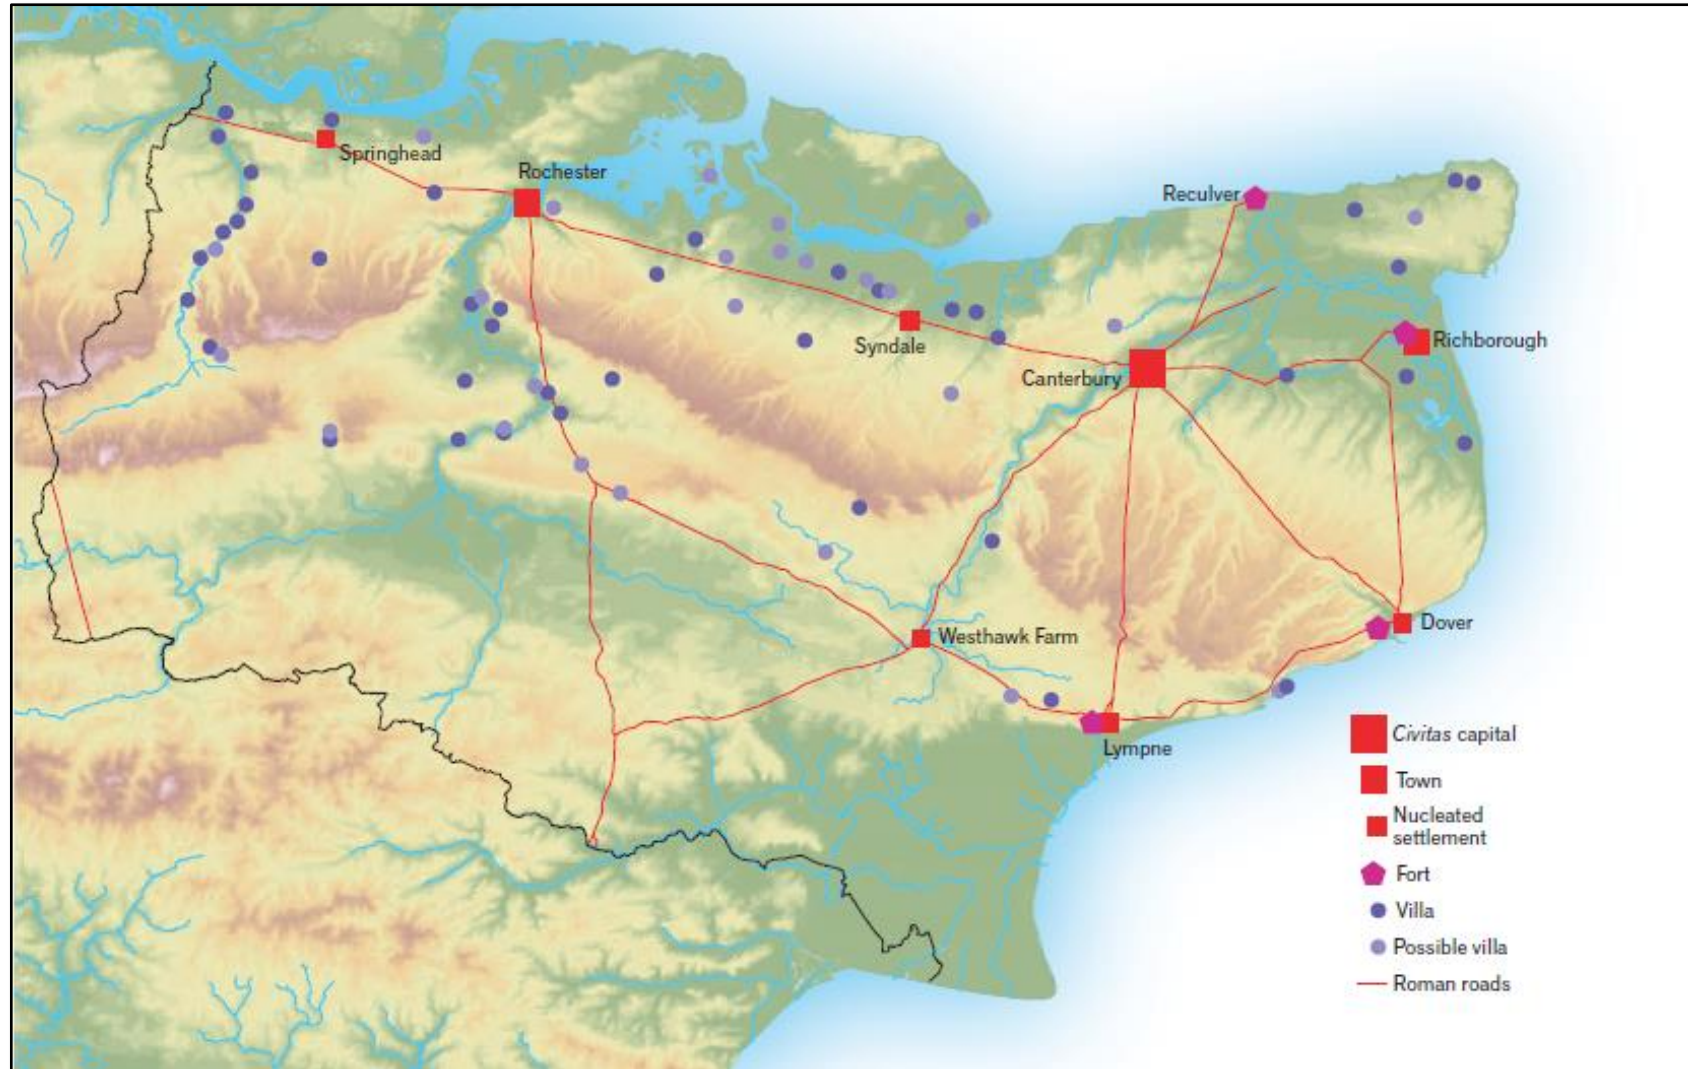 Springhead
Rochester
Reculver
Richborough
Syndale
Canterbury
Westhawk Farm
Dover
Lympne
Civitas capital
Town
Nucleated
settlement
Fort
Villa
Possible villa
Roman roads